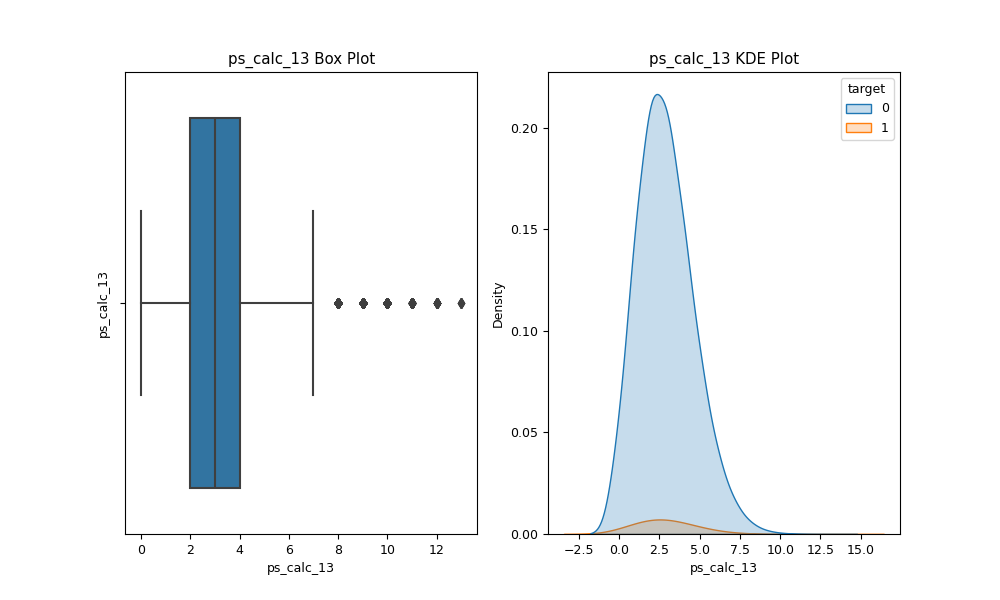 ps_calc_13 Box Plot
ps_calc_13
0 2 4 6 8 10 12
ps_calc_13
ps_calc_13 KDE Plot
target
0
1
Density
0.20
0.15
0.10
0.05
0.00
−2.5 0.0 2.5 5.0 7.5 10.0 12.5 15.0
ps_calc_13